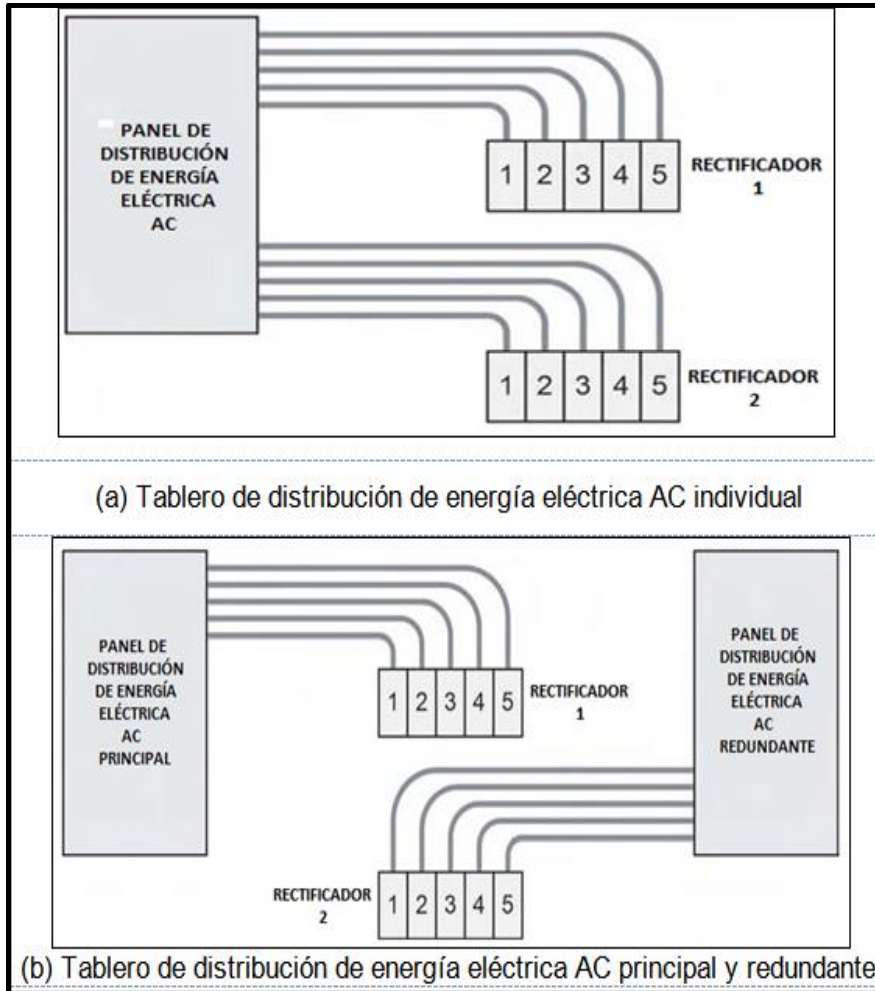 PANEL DE
DISTRIBUCIÓN
DE ENERGÍA
ELÉCTRICA
AC
1 2 3 4 5
RECTIFICADOR
1
1 2 3 4 5
RECTIFICADOR
2
(a) Tablero de distribución de energía eléctrica AC individual
PANEL DE
DISTRIBUCIÓN
DE ENERGÍA
ELÉCTRICA
AC
PRINCIPAL
1 2 3 4 5
RECTIFICADOR
1
PANEL DE
DISTRIBUCIÓN
DE ENERGÍA
ELÉCTRICA
AC
REDUNDANTE
RECTIFICADOR
2
1 2 3 4 5
(b) Tablero de distribución de energía eléctrica AC principal y redundante